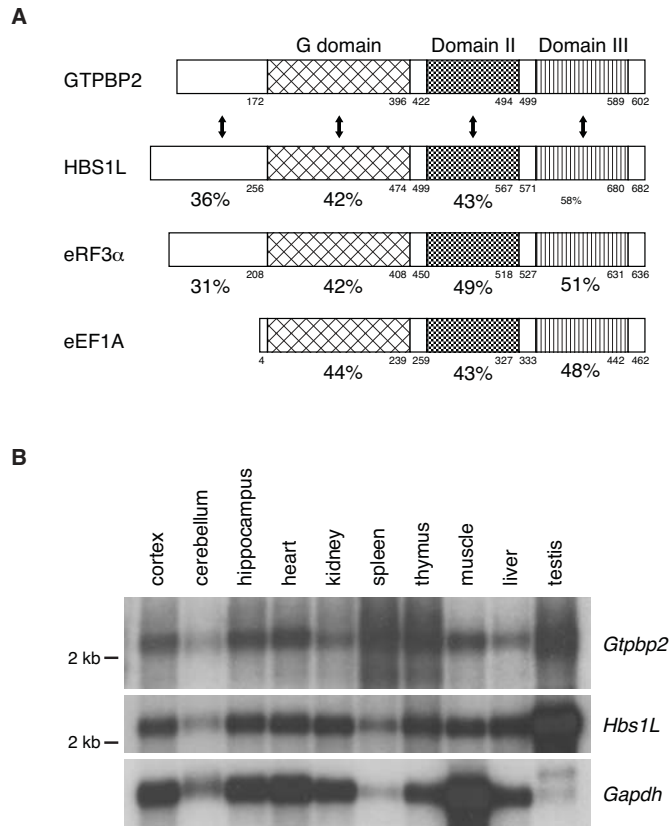 A
G domain Domain II Domain III
GTPBP2
172 396 422 494 499 589 602
HBS1L
256 474 499 567 571 680 682
36% 42% 43% 58%
eRF3α
208 408 450 518 527 631 636
31% 42% 49% 51%
eEF1A
4 239 259 327 333 442 462
44% 43% 48%
B
cortex cerebellum hippocampus heart kidney spleen thymus muscle liver testis
Gtpbp2
2 kb
Hbs1L
2 kb
Gapdh